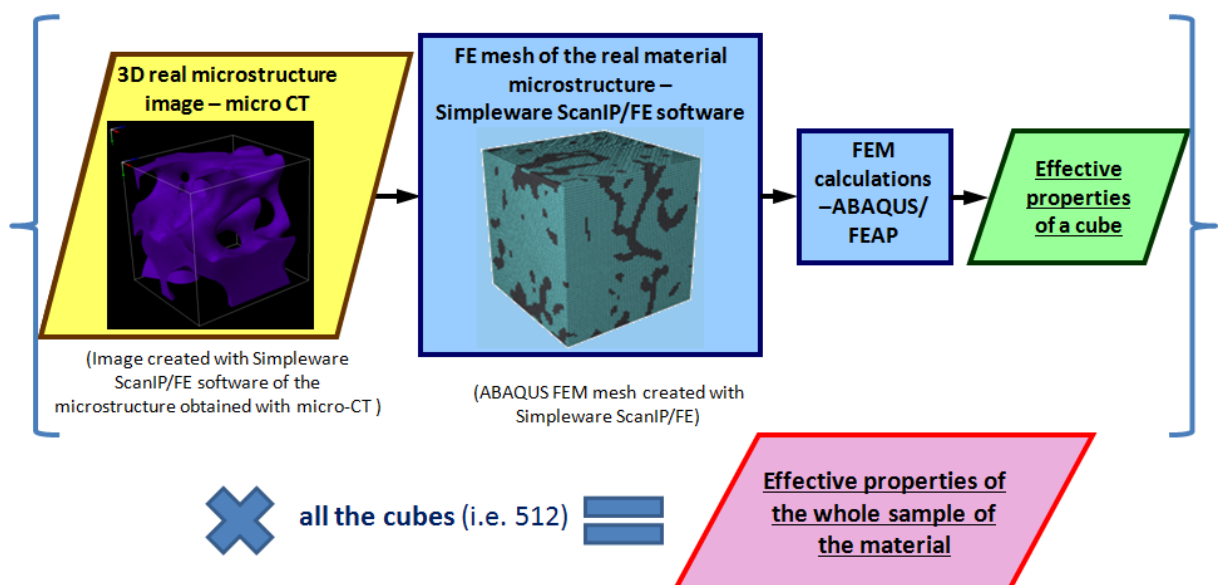 3D real microstructure
image – micro CT
(Image created with Simpleware
ScanIP/FE software of the
microstructure obtained with micro-CT )
FE mesh of the real material
microstructure –
Simpleware ScanIP/FE software
(ABAQUS FEM mesh created with
Simpleware ScanIP/FE)
FEM
calculations
–ABAQUS/
FEAP
Effective
properties
of a cube
all the cubes (i.e. 512)
Effective properties of
the whole sample of
the material